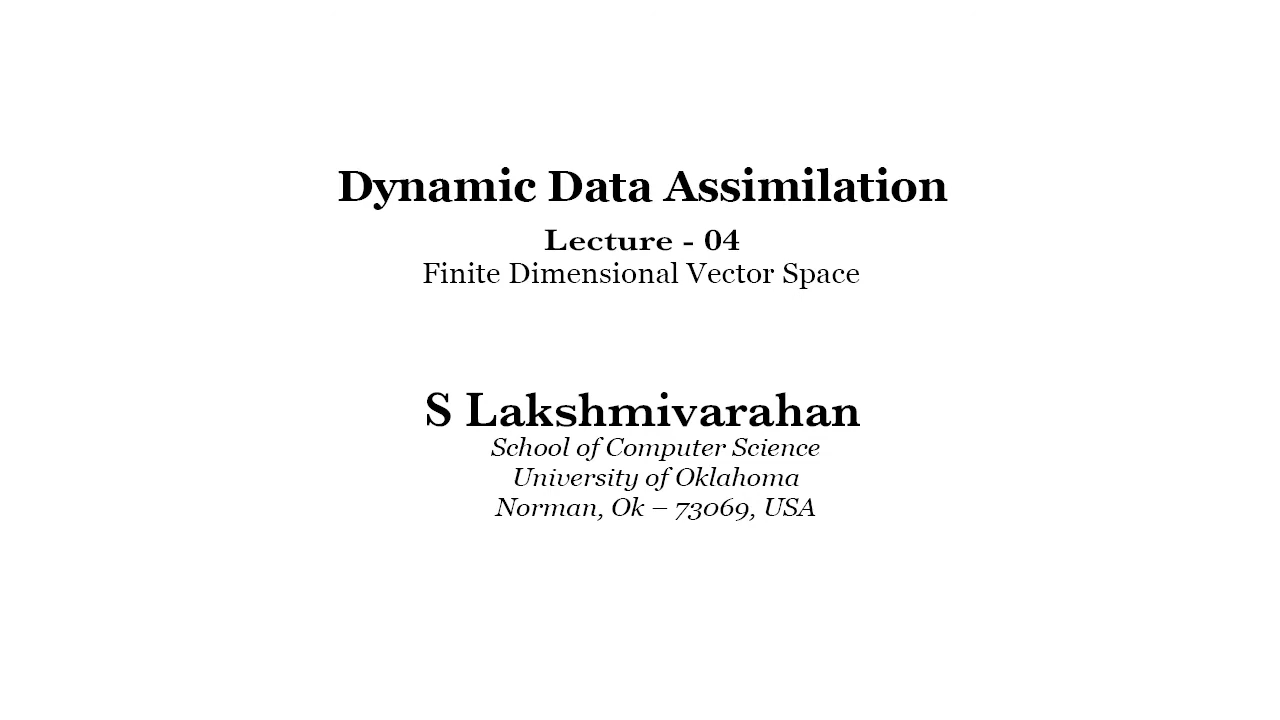 Dynamic Data Assimilation
Lecture - 04
Finite Dimensional Vector Space
S Lakshmivarahan
School of Computer Science
University of Oklahoma
Norman, Ok – 73069, USA